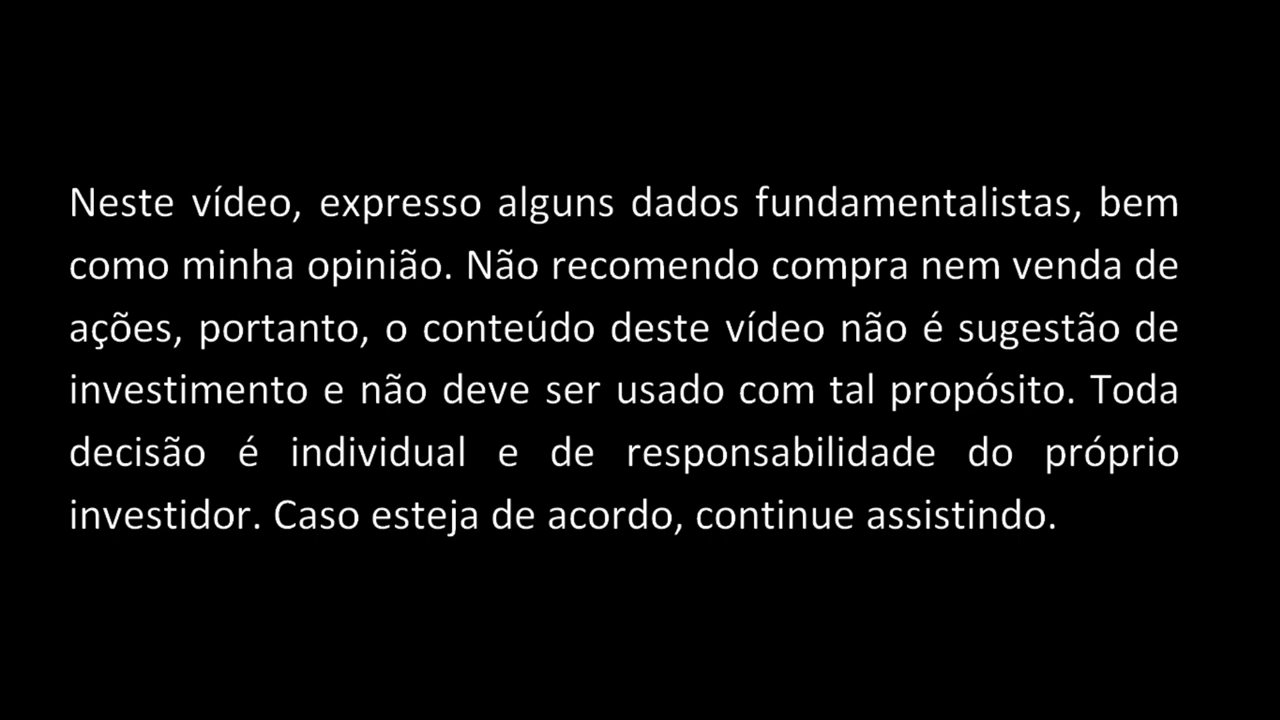 Neste vídeo, expresso alguns dados fundamentalistas, bem
como minha opinião. Não recomendo compra nem venda de
ações, portanto, o conteúdo deste vídeo não é sugestão de
investimento e não deve ser usado com tal propósito. Toda
decisão é individual e de responsabilidade do próprio
investidor. Caso esteja de acordo, continue assistindo.